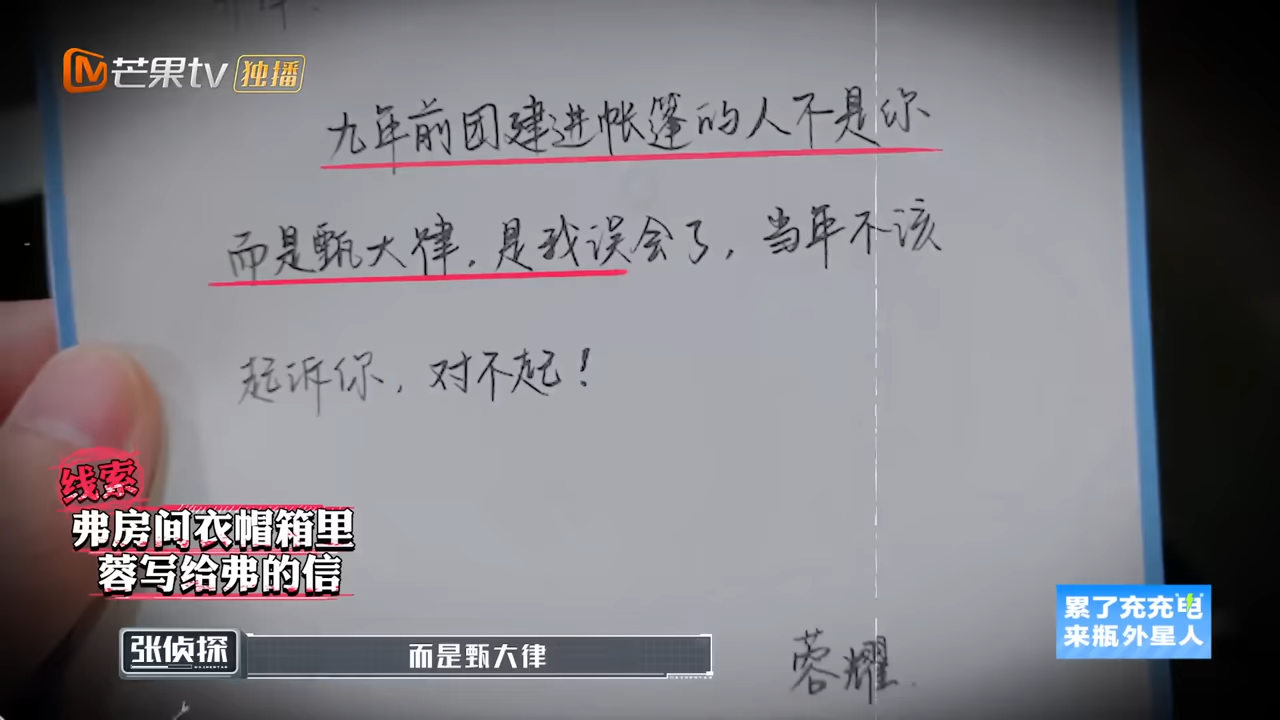 芒果tv 独播
九年前团建进帐篷的人不是你
而是甄大律，是我误会了，当年不该
起诉你，对不起！
线索
弗房间衣帽箱里
蓉写给弗的信
张侦探
而是甄大律
蓉耀
累了充充电
来瓶外星人